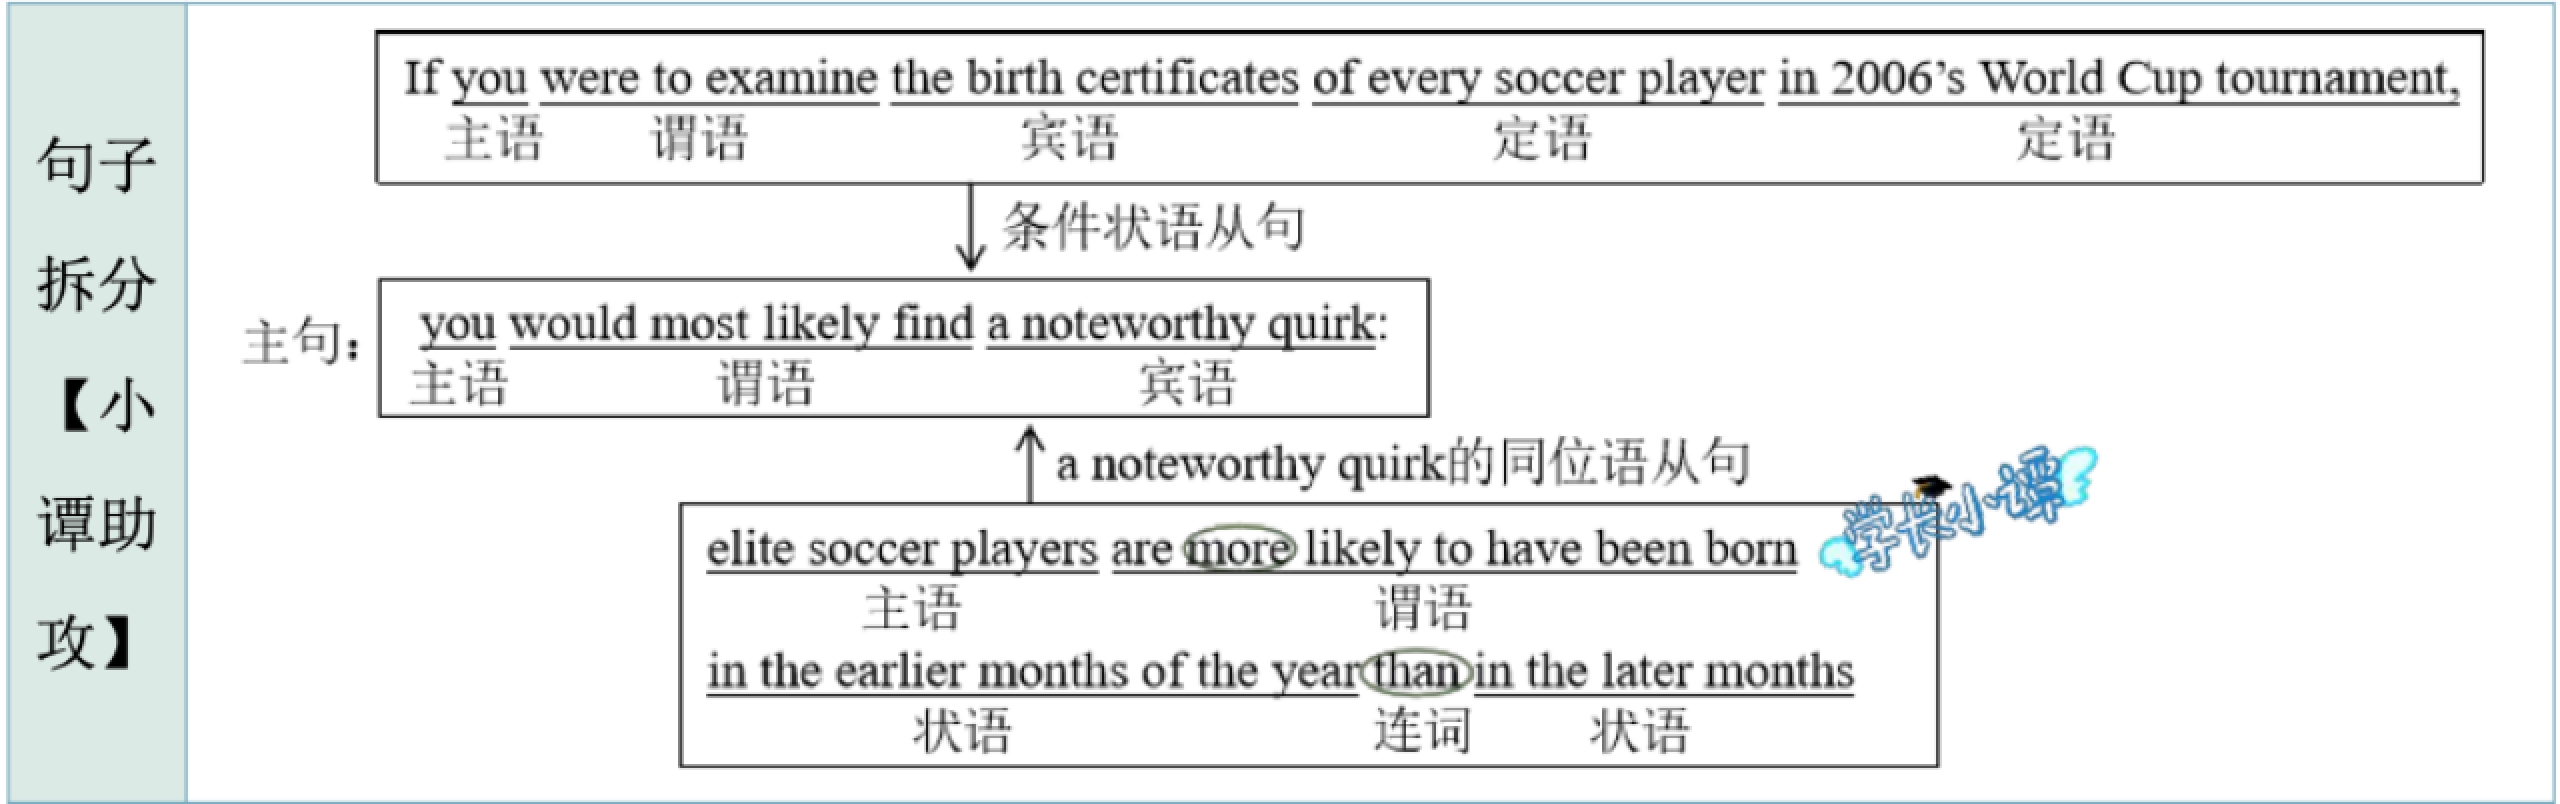 句子
拆分
【小
谭助
攻】
If you were to examine the birth certificates of every soccer player in 2006’s World Cup tournament,
主语 谓语 宾语 定语 定语
条件状语从句
主句：
you would most likely find a noteworthy quirk:
主语 谓语 宾语
a noteworthy quirk的同位语从句
学长小谭
elite soccer players are more likely to have been born
主语 谓语
in the earlier months of the year than in the later months
状语 连词 状语